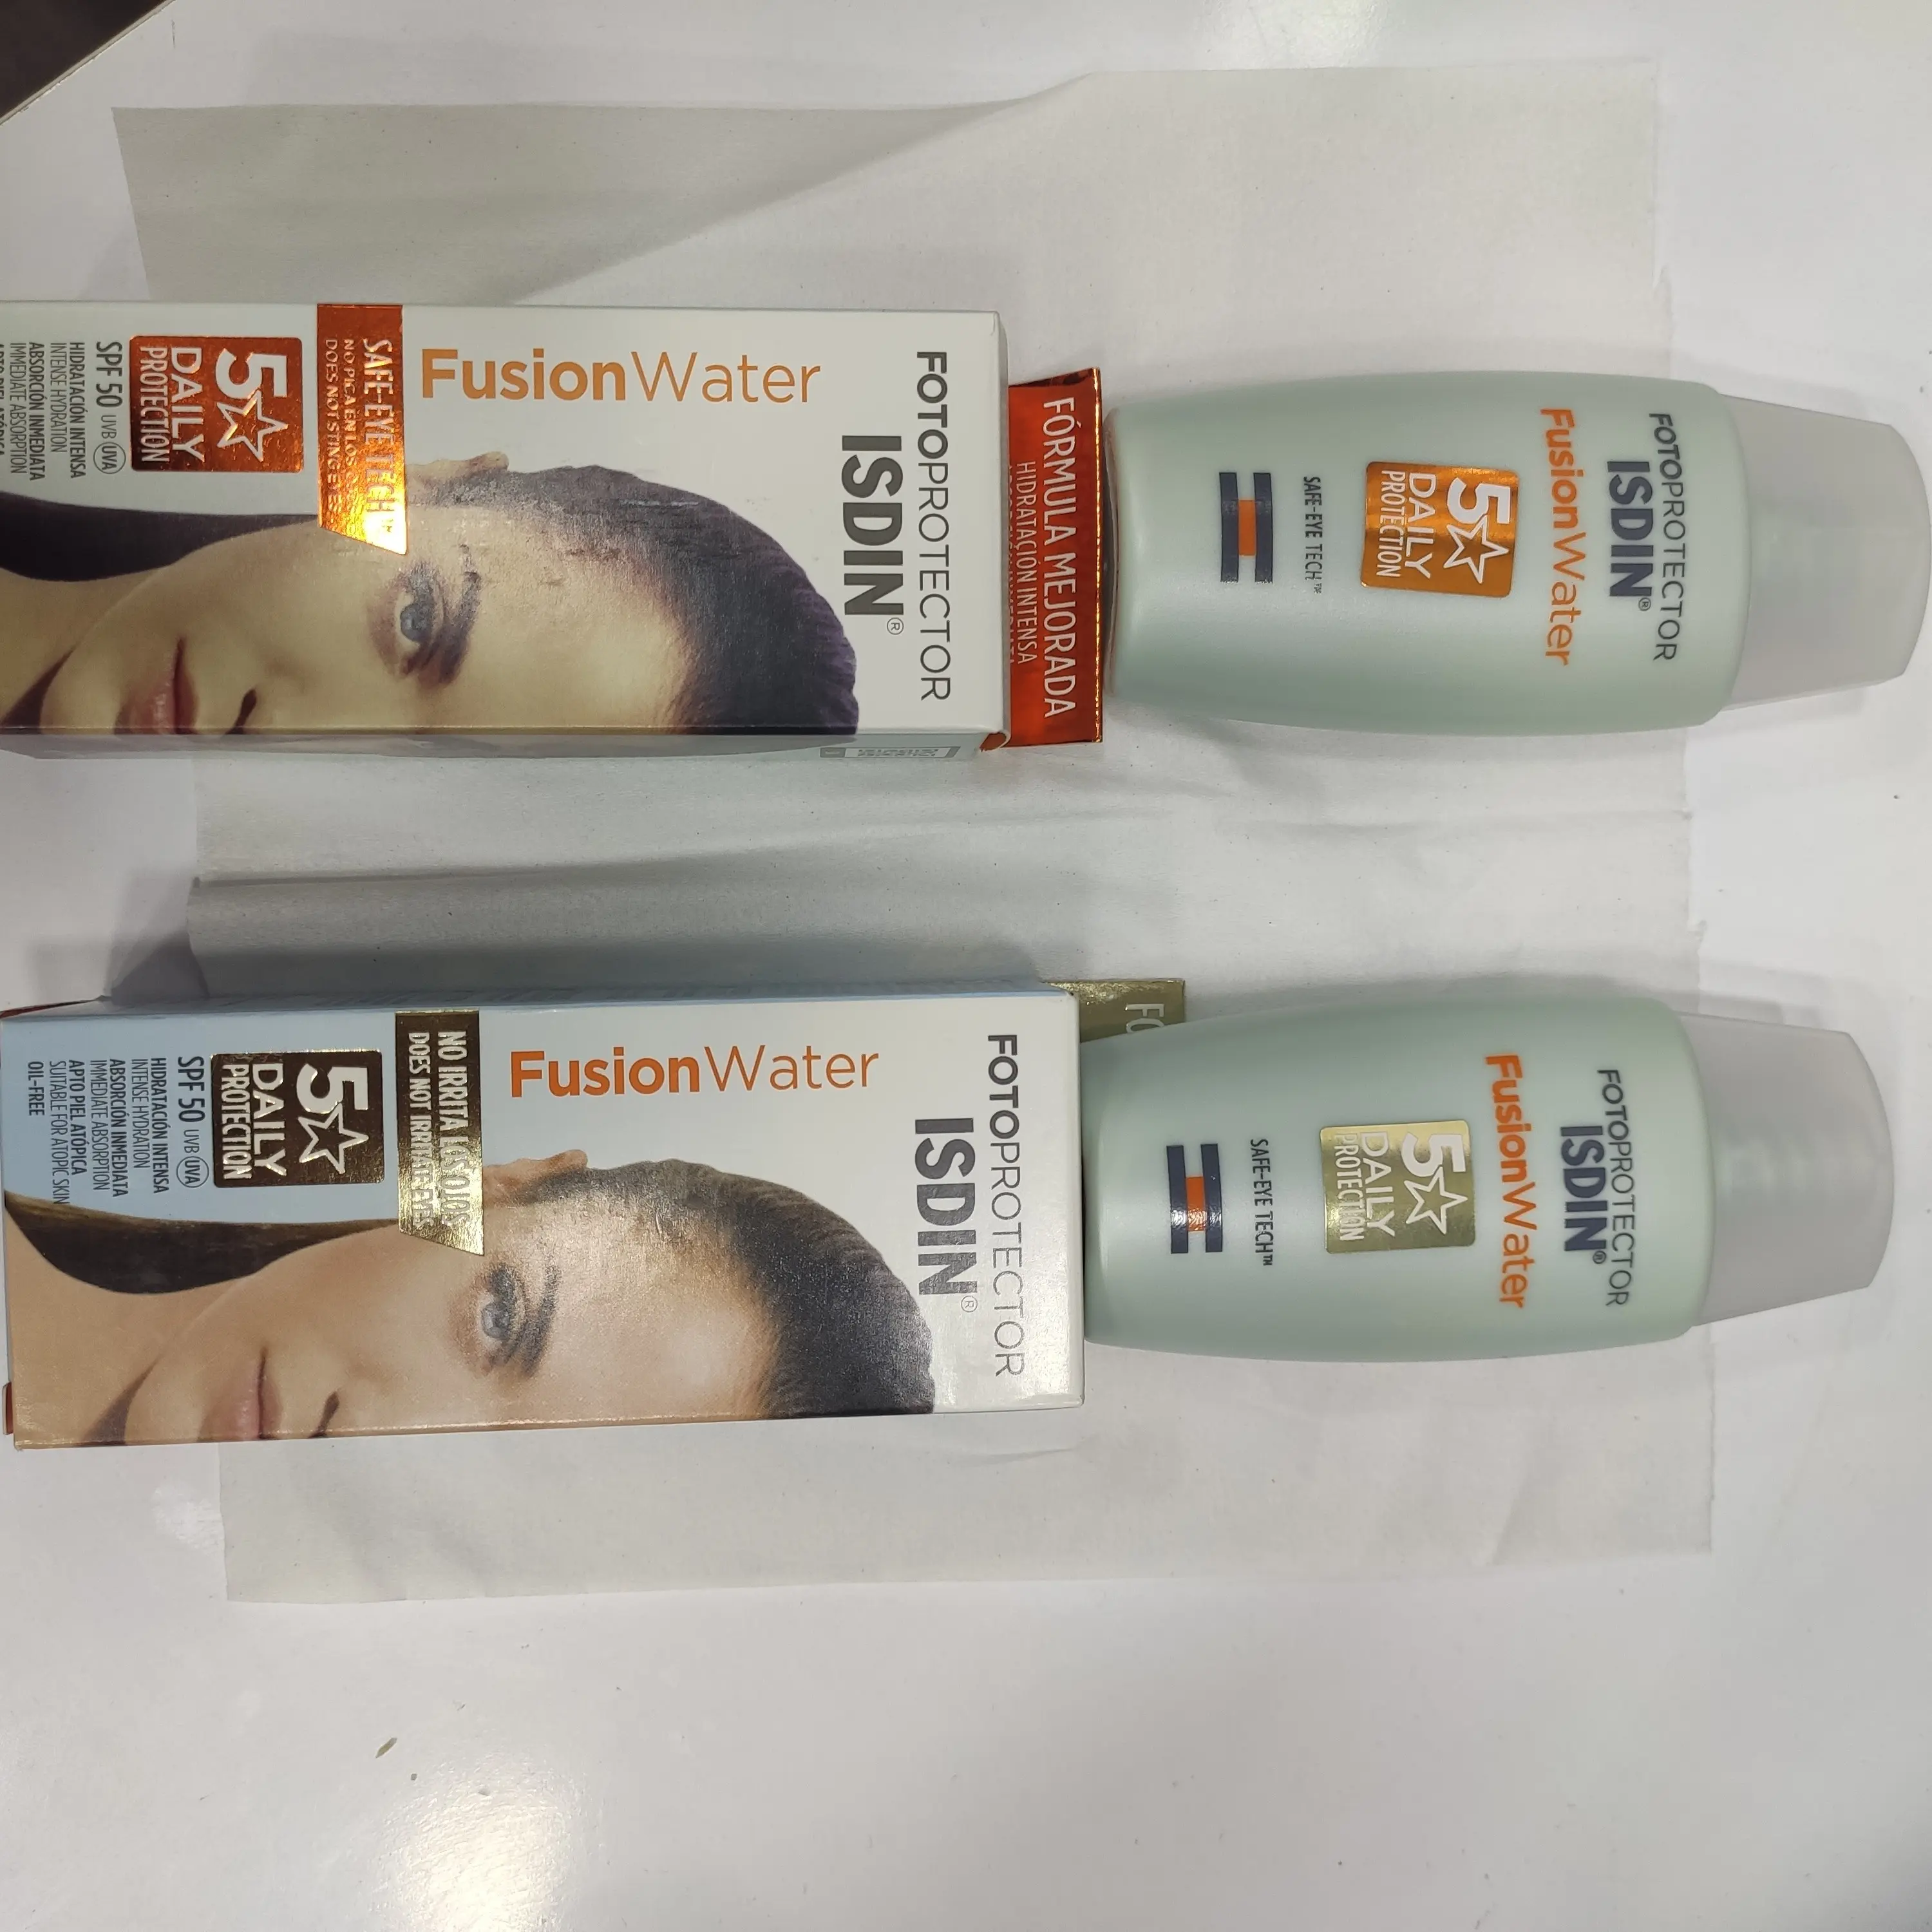 FOTOPROTECTOR
ISDIN®
FusionWater
SAFE-EYE TECH™
NO PICA EN LOS
DOES NOT STING
5☆
DAILY
PROTECTION
SPF 50 UVB UVA
HIDRATACIÓN INTENSA
INTENSE HYDRATION
ABSORCIÓN INMEDIATA
IMMEDIATE ABSORPTION
FÓRMULA MEJORADA
HIDRATACIÓN INTENSA
FOTOPROTECTOR
ISDIN®
FusionWater
5☆
DAILY
PROTECTION
SAFE-EYE TECH™
FOTOPROTECTOR
ISDIN®
FusionWater
NO IRRITA LOS OJOS
DOES NOT IRRITATE EYES
5☆
DAILY
PROTECTION
SPF 50 UVB UVA
HIDRATACIÓN INTENSA
INTENSE HYDRATION
ABSORCIÓN INMEDIATA
IMMEDIATE ABSORPTION
APTO PIEL ATÓPICA
SUITABLE FOR ATOPIC SKIN
OIL-FREE
FOTOPROTECTOR
ISDIN®
FusionWater
5☆
DAILY
PROTECTION
SAFE-EYE TECH™